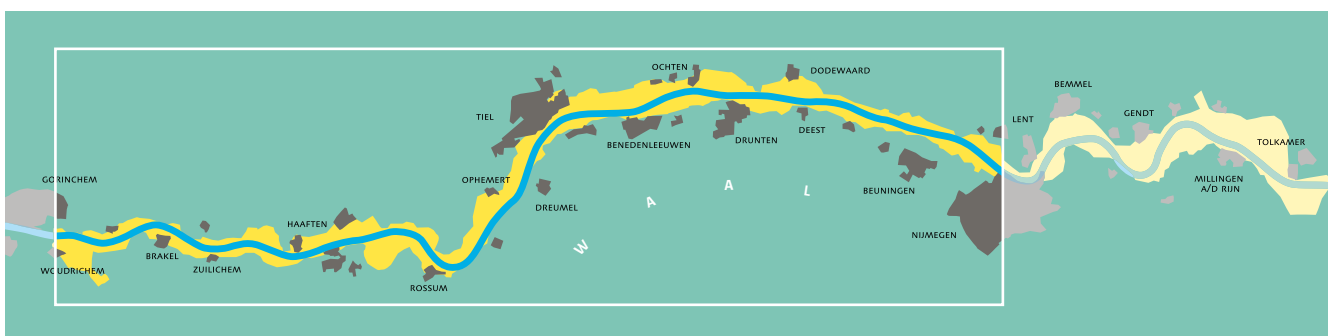 OCHTEN
DODEWAARD
BEMMEL
TIEL
LENT
GENDT
DEEST
DRUNTEN
BENEDENLEEUWEN
TOLKAMER
GORINCHEM
OPHEMERT
BEUNINGEN
MILLINGEN
A/D RIJN
DREUMEL
W A A L
HAAFTEN
NIJMEGEN
BRAKEL
WOUDRICHEM
ZUILICHEM
ROSSUM